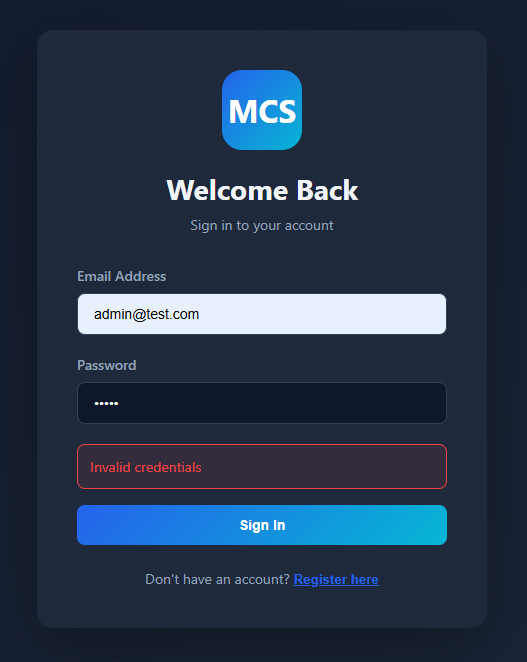 MCS
Welcome Back
Sign in to your account
Email Address
admin@test.com
Password
•••••
Invalid credentials
Sign In
Don't have an account? Register here